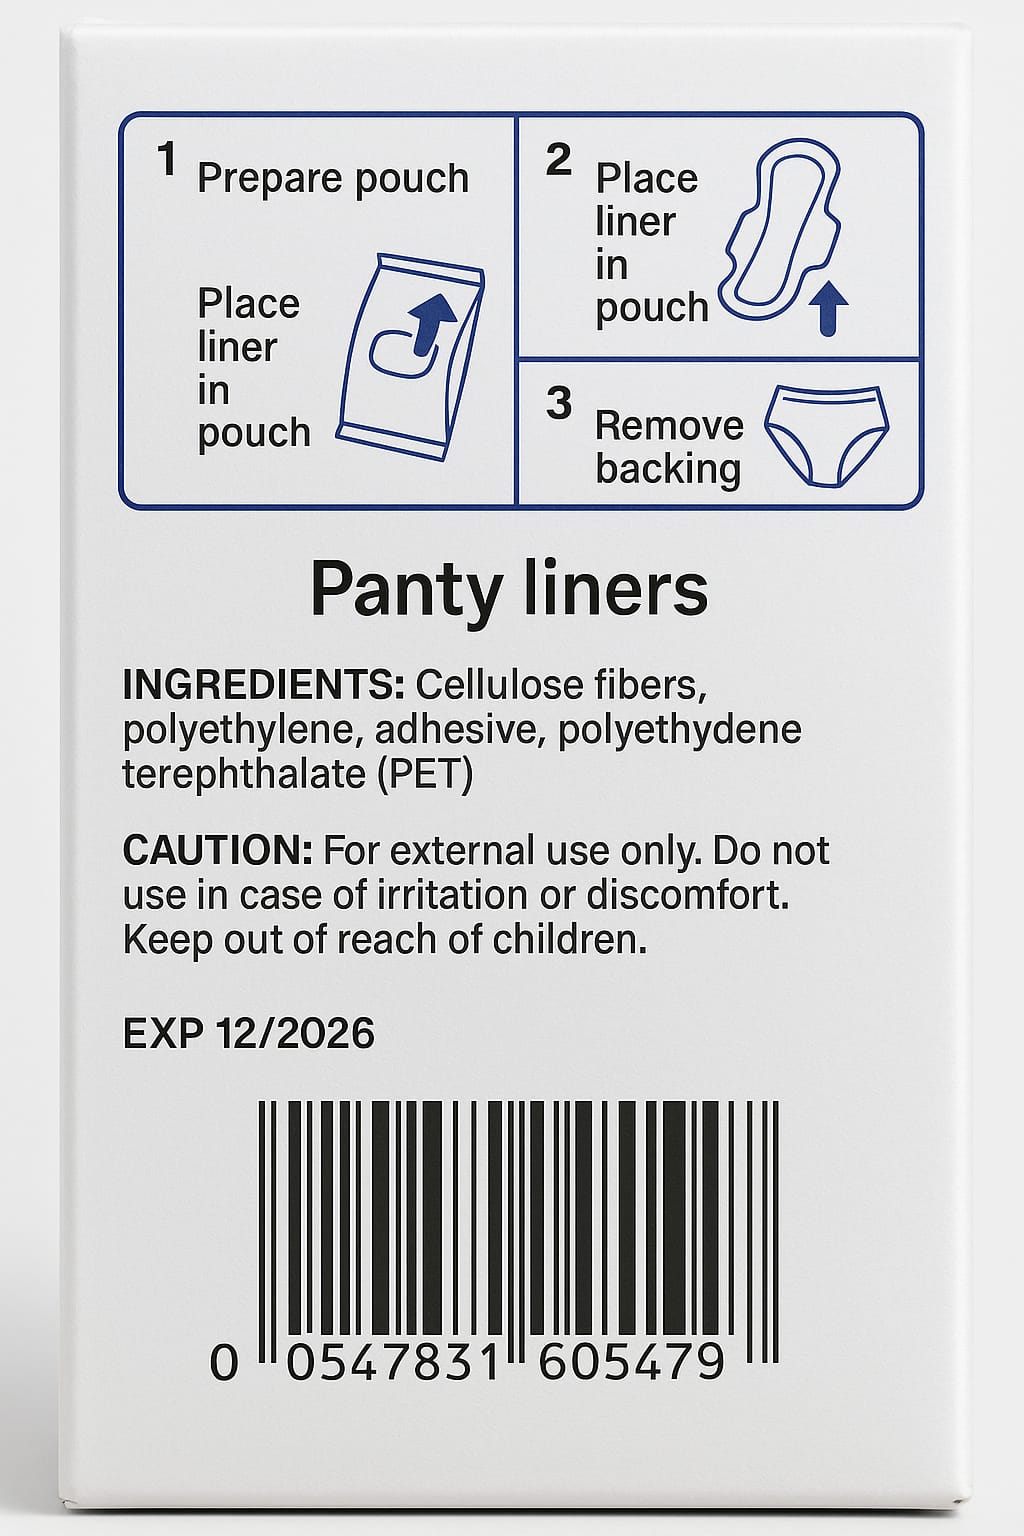 1 Prepare pouch
Place
liner
in
pouch
2 Place
liner
in
pouch
3 Remove
backing
Panty liners
INGREDIENTS: Cellulose fibers,
polyethylene, adhesive, polyethydene
terephthalate (PET)
CAUTION: For external use only. Do not
use in case of irritation or discomfort.
Keep out of reach of children.
EXP 12/2026
0 0547831 605479